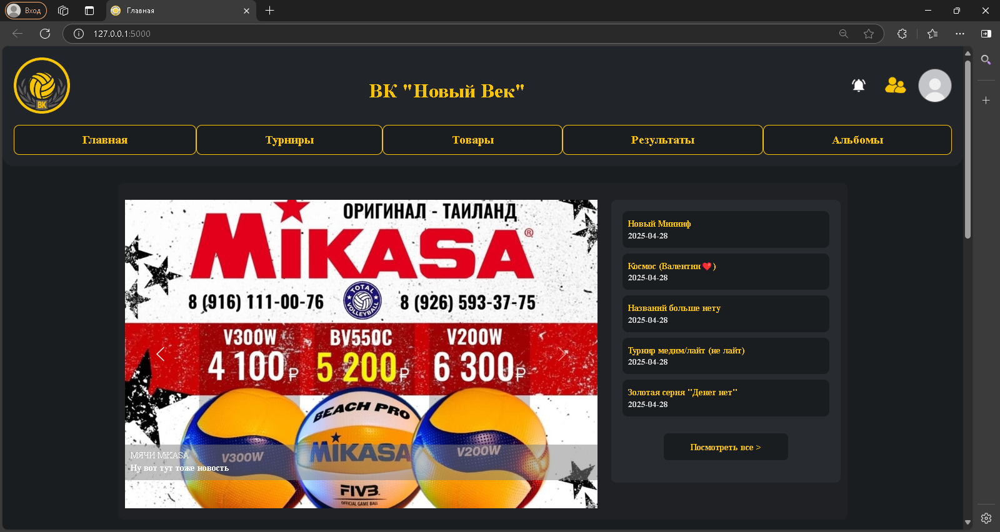 Вход
Главная
127.0.0.1:5000
ВК
ВК "Новый Век"
Главная
Турниры
Товары
Результаты
Альбомы
ОРИГИНАЛ - ТАИЛАНД
MiKASA®
8 (916) 111-00-76
TOTAL VOLLEYBALL
8 (926) 593-37-75
V300W
BV550C
V200W
4 100 ₽
5 200 ₽
6 300 ₽
BEACH PRO
V300W
MiKASA
V200W
МЯЧИ MiKASA
Ну вот тут тоже новость
FIVB
OFFICIAL GAME BALL
Новый Минииф
2025-04-28
Космос (Валентин❤️)
2025-04-28
Названий больше нету
2025-04-28
Турнир медим/лайт (не лайт)
2025-04-28
Золотая серия "Денег нет"
2025-04-28
Посмотреть все >